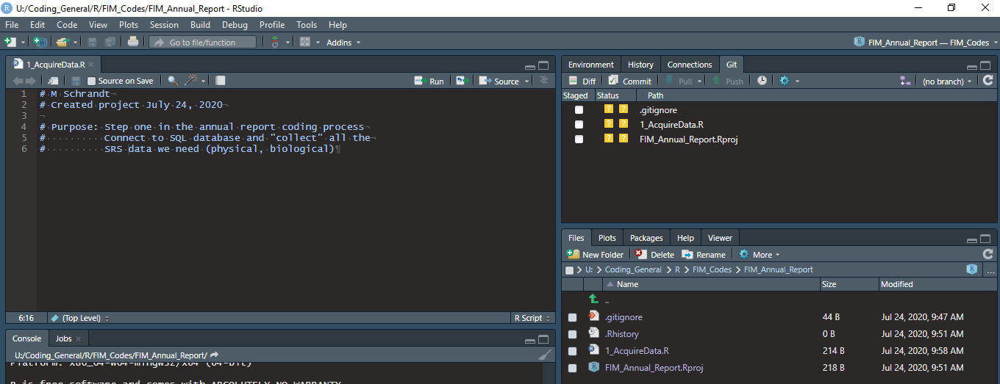 U:/Coding_General/R/FIM_Codes/FIM_Annual_Report - RStudio
File Edit Code View Plots Session Build Debug Profile Tools Help
Go to file/function Addins FIM_Annual_Report — FIM_Codes
1_AcquireData.R
Source on Save Run Source
1 # M Schrandt
2 # Created project July 24, 2020
3
4 # Purpose: Step one in the annual report coding process
5 # Connect to SQL database and "collect" all the
6 # SRS data we need (physical, biological)
6:16 (Top Level) R Script
Console Jobs
U:/Coding_General/R/FIM_Codes/FIM_Annual_Report/
Platform: x86_64-w64-mingw32/x64 (64-bit)
R is free software and comes with ABSOLUTELY NO WARRANTY
Environment History Connections Git
Diff Commit Pull Push (no branch)
Staged Status Path
? ? .gitignore
? ? 1_AcquireData.R
? ? FIM_Annual_Report.Rproj
Files Plots Packages Help Viewer
New Folder Delete Rename More
U: Coding_General R FIM_Codes FIM_Annual_Report ...
Name Size Modified
..
.gitignore 44 B Jul 24, 2020, 9:47 AM
.Rhistory 0 B Jul 24, 2020, 9:51 AM
1_AcquireData.R 214 B Jul 24, 2020, 9:58 AM
FIM_Annual_Report.Rproj 218 B Jul 24, 2020, 9:51 AM